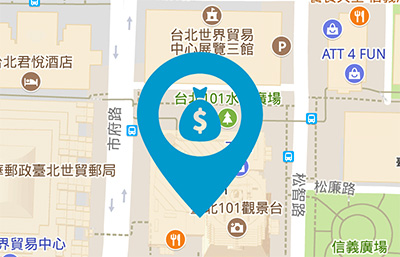 台北世界貿易
中心展覽三館
ATT 4 FUN
台北君悅酒店
台北101水
廣場
市府路
$
郵政臺北世貿郵局
松廉路
松智路
101觀景台
界貿易中心
信義廣場
P